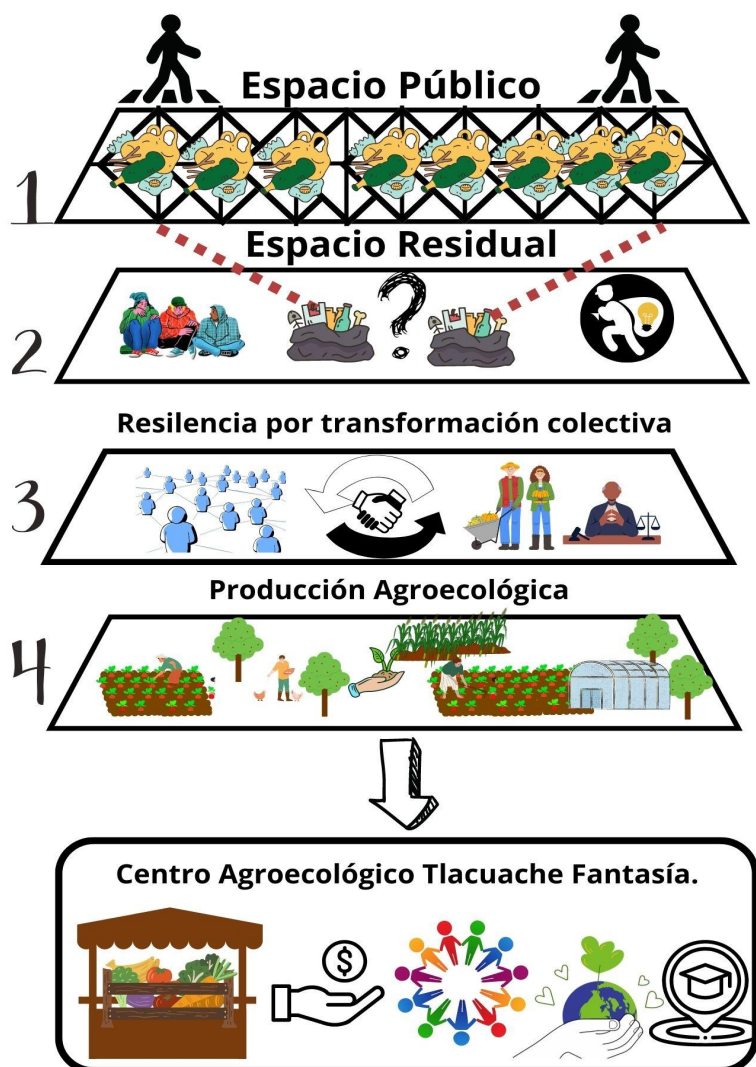 Espacio Público
1
Espacio Residual
2
?
Resilencia por transformación colectiva
3
Producción Agroecológica
4
Centro Agroecológico Tlacuache Fantasía.
$